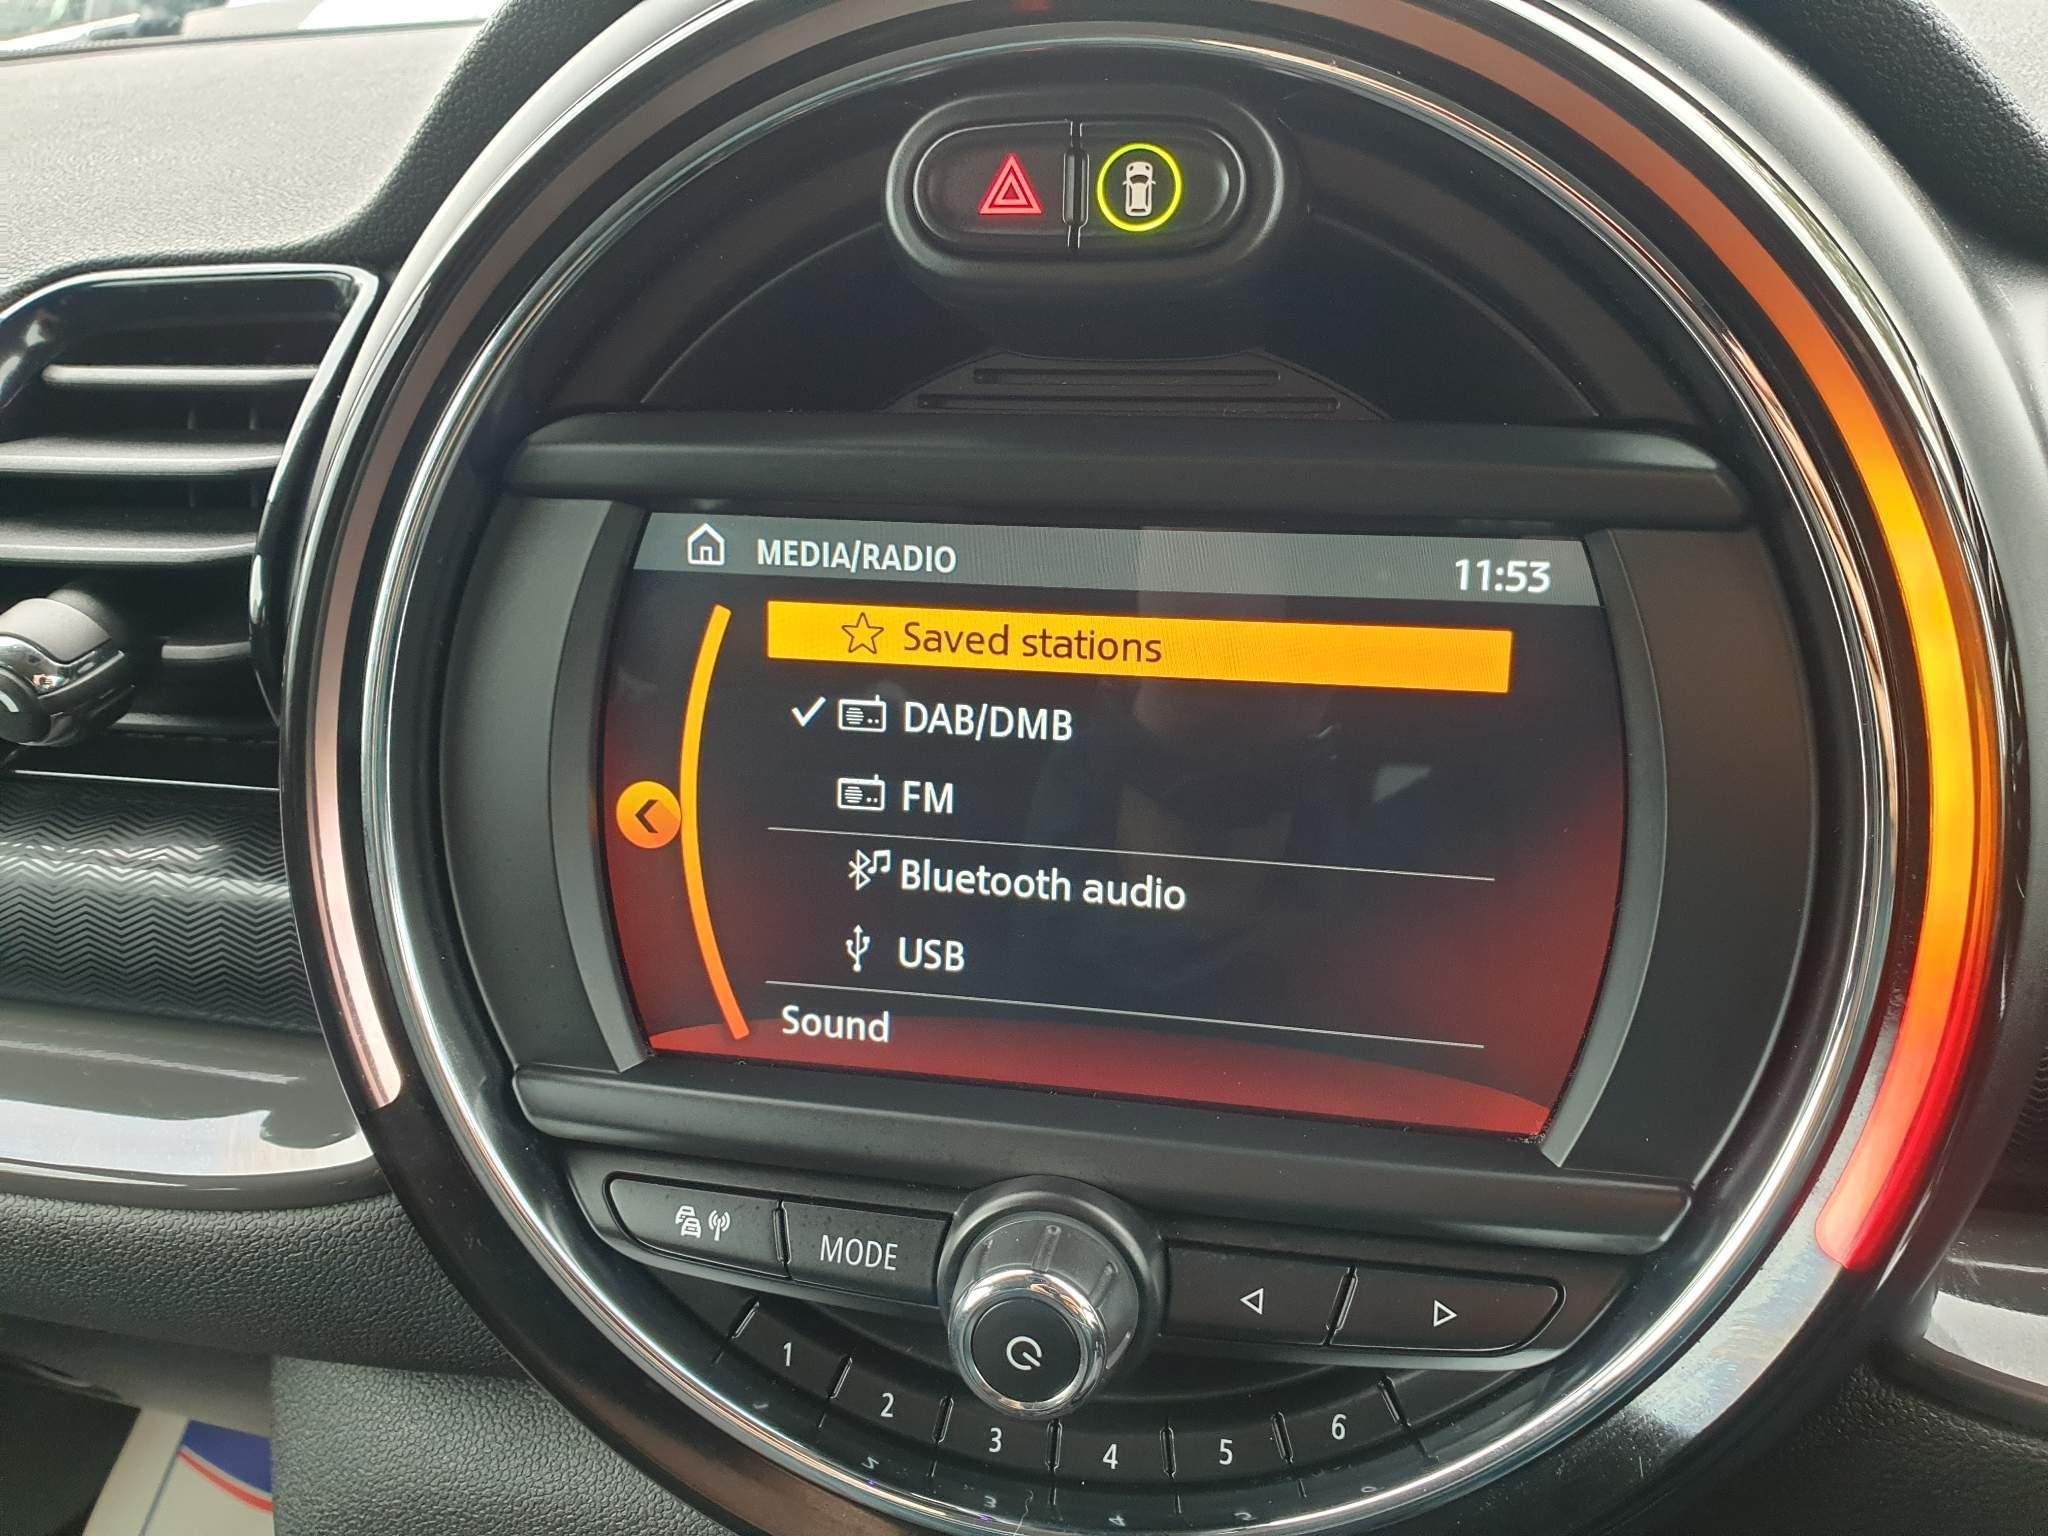 MEDIA/RADIO 11:53
Saved stations
DAB/DMB
FM
Bluetooth audio
USB
Sound
MODE
1 2 3 4 5 6